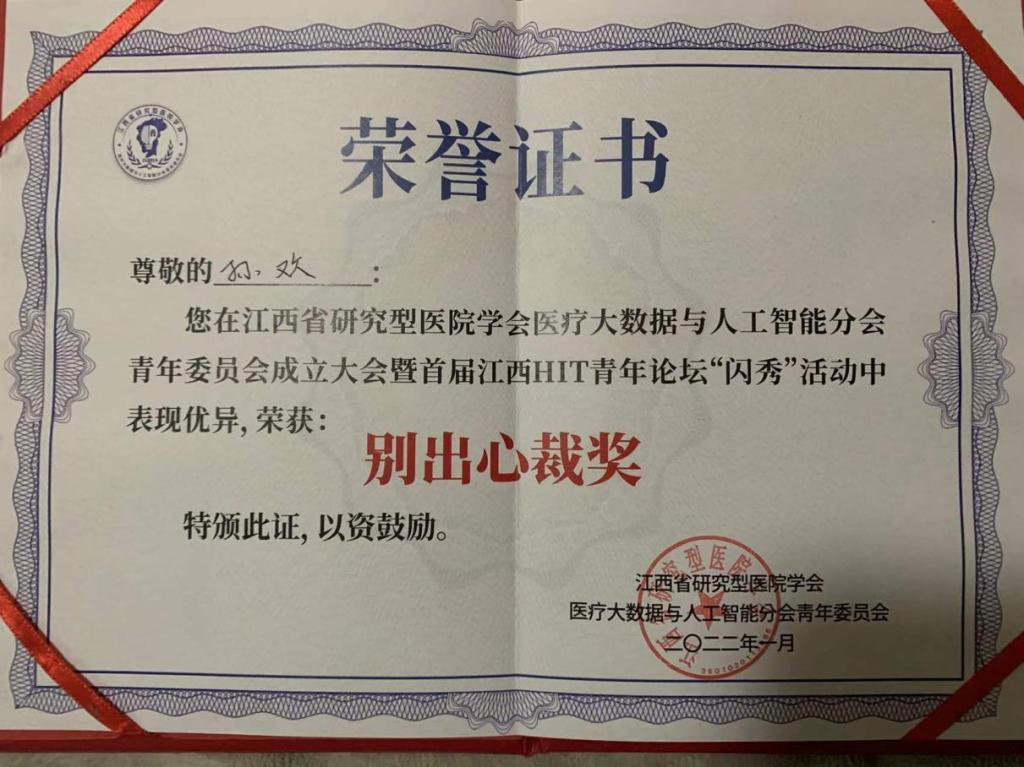 荣誉证书
尊敬的孙欢:
您在江西省研究型医院学会医疗大数据与人工智能分会
青年委员会成立大会暨首届江西HIT青年论坛“闪秀”活动中
表现优异, 荣获:
别出心裁奖
特颁此证, 以资鼓励。
江西省研究型医院学会
医疗大数据与人工智能分会青年委员会
二〇二二年一月